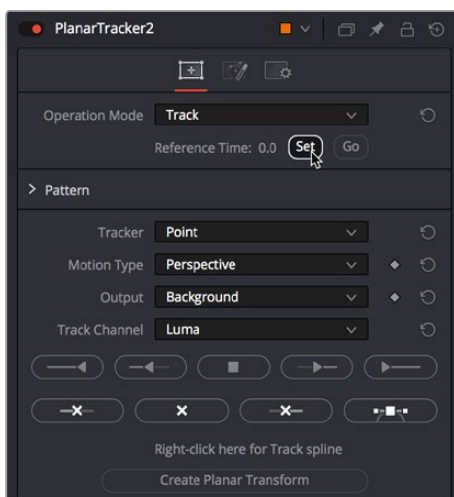 PlanarTracker2
Operation Mode Track
Reference Time: 0.0 Set Go
Pattern
Tracker Point
Motion Type Perspective
Output Background
Track Channel Luma
Right-click here for Track spline
Create Planar Transform